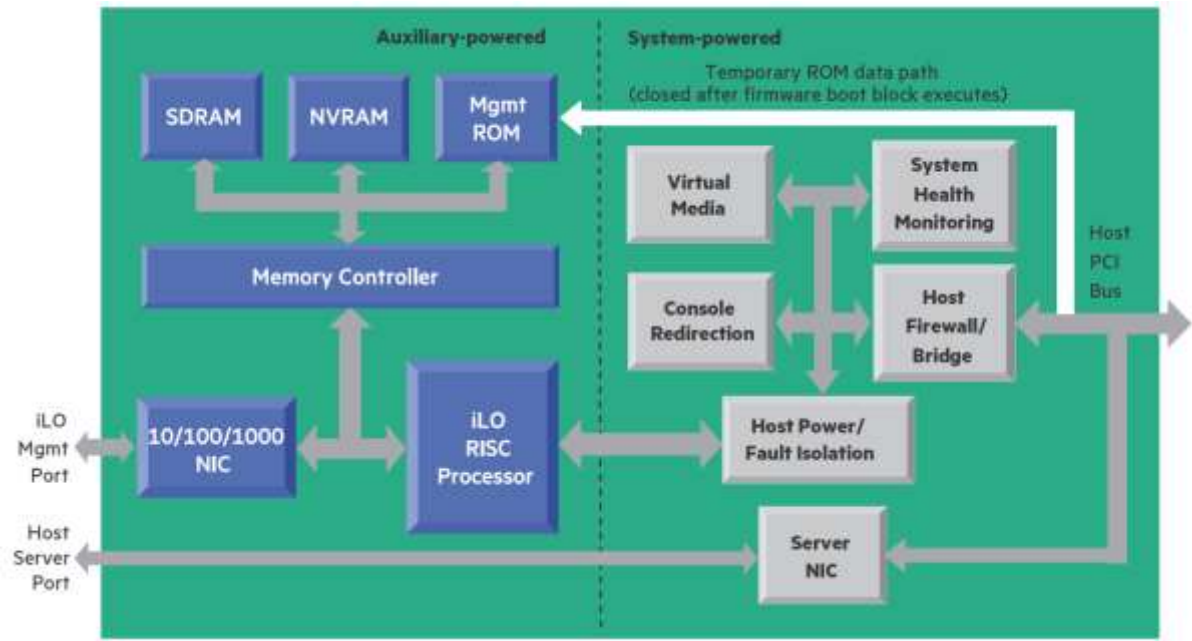 Auxiliary-powered
System-powered
Temporary ROM data path
(closed after firmware boot block executes)
SDRAM
NVRAM
Mgmt
ROM
Virtual
Media
System
Health
Monitoring
Host
PCI
Bus
Memory Controller
Console
Redirection
Host
Firewall/
Bridge
iLO
Mgmt
Port
10/100/1000
NIC
iLO
RISC
Processor
Host Power/
Fault Isolation
Host
Server
Port
Server
NIC